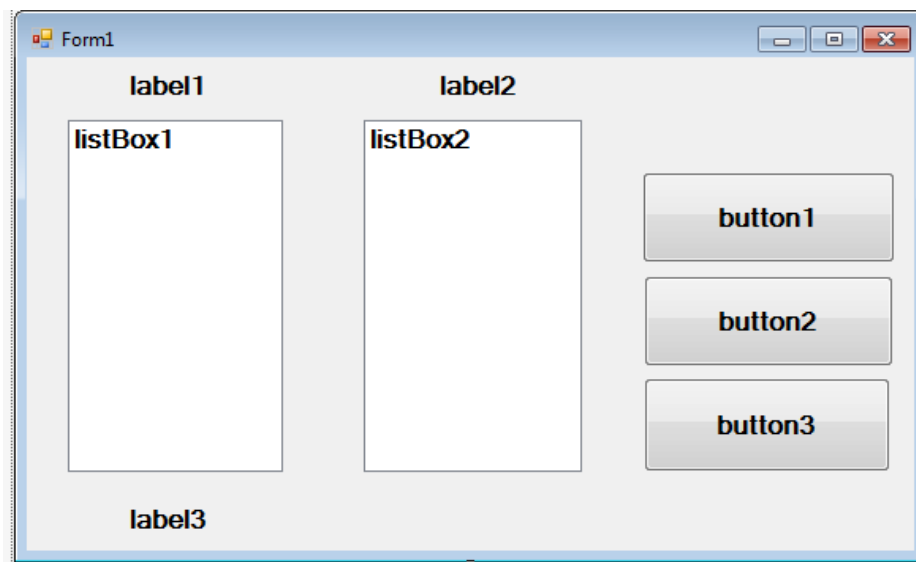 Form1
label1
label2
listBox1
listBox2
button1
button2
button3
label3